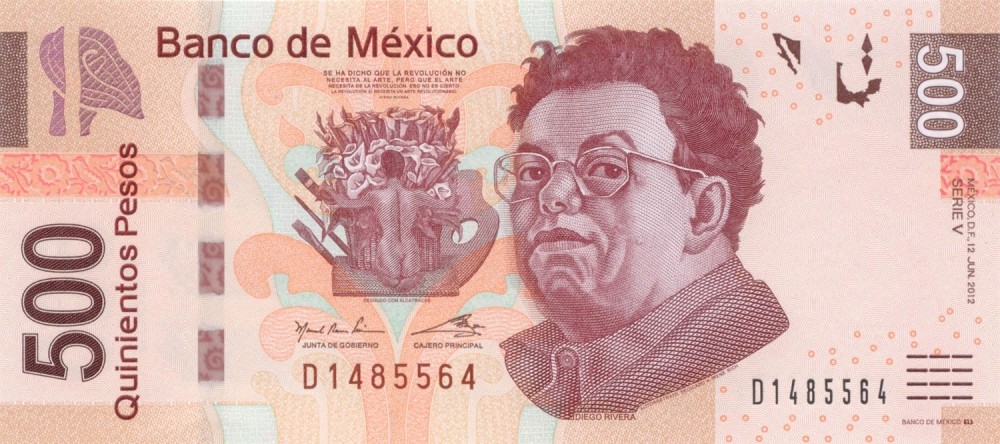 Banco de México
SE HA DICHO QUE LA REVOLUCIÓN NO
NECESITA AL ARTE, PERO QUE EL ARTE
NECESITA DE LA REVOLUCIÓN. ESO NO ES CIERTO.
LA REVOLUCIÓN SÍ NECESITA UN ARTE REVOLUCIONARIO.
DIEGO RIVERA
500
Quinientos Pesos
500
MÉXICO, D.F., 12 JUN. 2012
SERIE V
DESNUDO CON ALCATRACES
JUNTA DE GOBIERNO
CAJERO PRINCIPAL
D1485564
D1485564
DIEGO RIVERA
BANCO DE MÉXICO